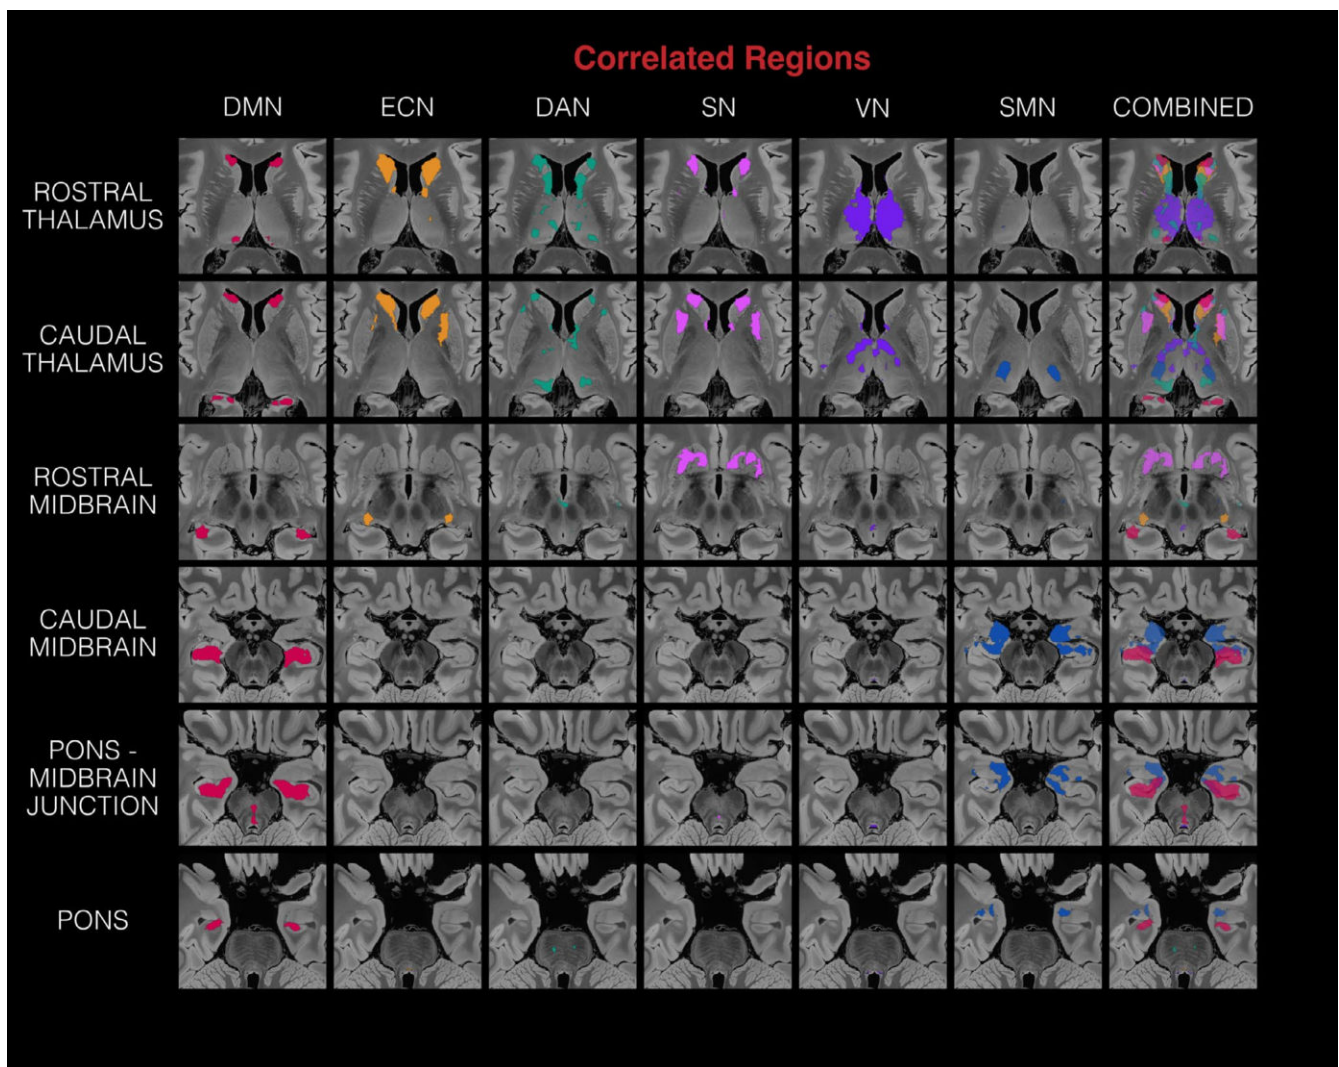 Correlated Regions
DMN ECN DAN SN VN SMN COMBINED
ROSTRAL
THALAMUS
CAUDAL
THALAMUS
ROSTRAL
MIDBRAIN
CAUDAL
MIDBRAIN
PONS -
MIDBRAIN
JUNCTION
PONS